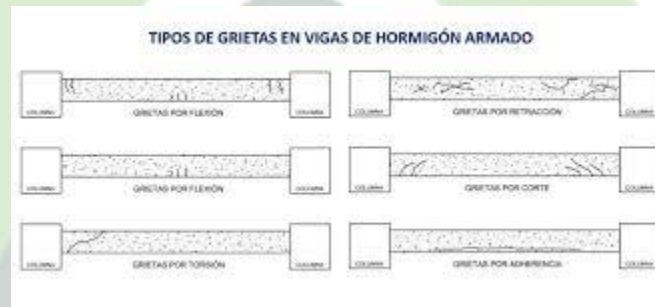 TIPOS DE GRIETAS EN VIGAS DE HORMIGÓN ARMADO
COLUMNA
GRIETAS POR FLEXIÓN
COLUMNA
COLUMNA
GRIETAS POR RETRACCIÓN
COLUMNA
COLUMNA
GRIETAS POR FLEXIÓN
COLUMNA
COLUMNA
GRIETAS POR CORTE
COLUMNA
COLUMNA
GRIETAS POR TORSIÓN
COLUMNA
COLUMNA
GRIETAS POR ADHERENCIA
COLUMNA